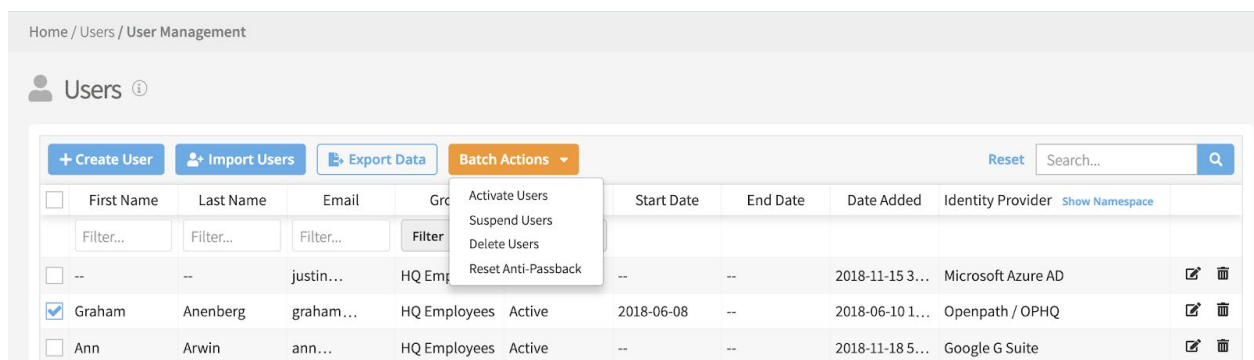 Home / Users / User Management
Users
Create User Import Users Export Data Batch Actions Reset Search...
Activate Users
Suspend Users
Delete Users
Reset Anti-Passback
First Name Last Name Email Gro Start Date End Date Date Added Identity Provider Show Namespace
Filter... Filter... Filter... Filter
-- -- justin... HQ Emp -- -- 2018-11-15 3... Microsoft Azure AD
Graham Anenberg graham... HQ Employees Active 2018-06-08 -- 2018-06-10 1... Openpath / OPHQ
Ann Arwin ann... HQ Employees Active -- -- 2018-11-18 5... Google G Suite